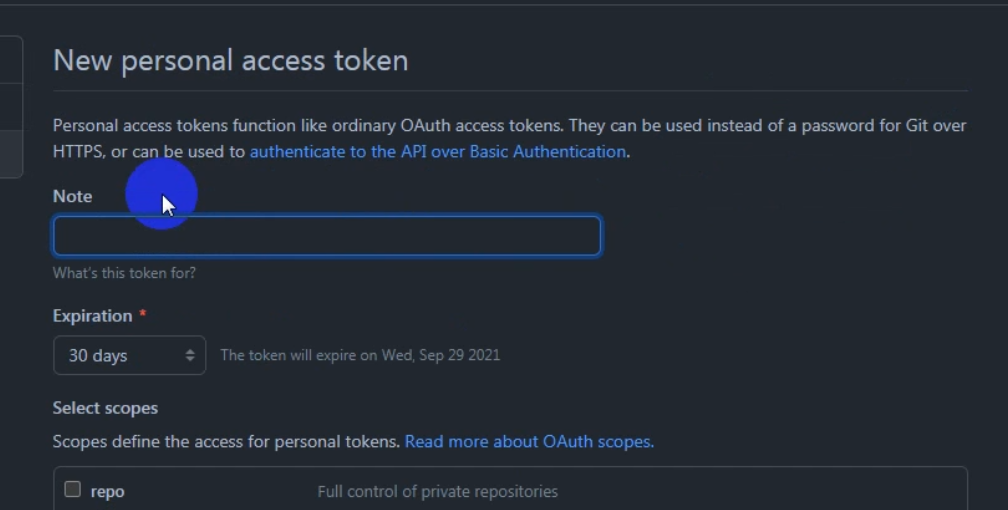 New personal access token
Personal access tokens function like ordinary OAuth access tokens. They can be used instead of a password for Git over
HTTPS, or can be used to authenticate to the API over Basic Authentication.
Note
What's this token for?
Expiration *
30 days The token will expire on Wed, Sep 29 2021
Select scopes
Scopes define the access for personal tokens. Read more about OAuth scopes.
repo Full control of private repositories